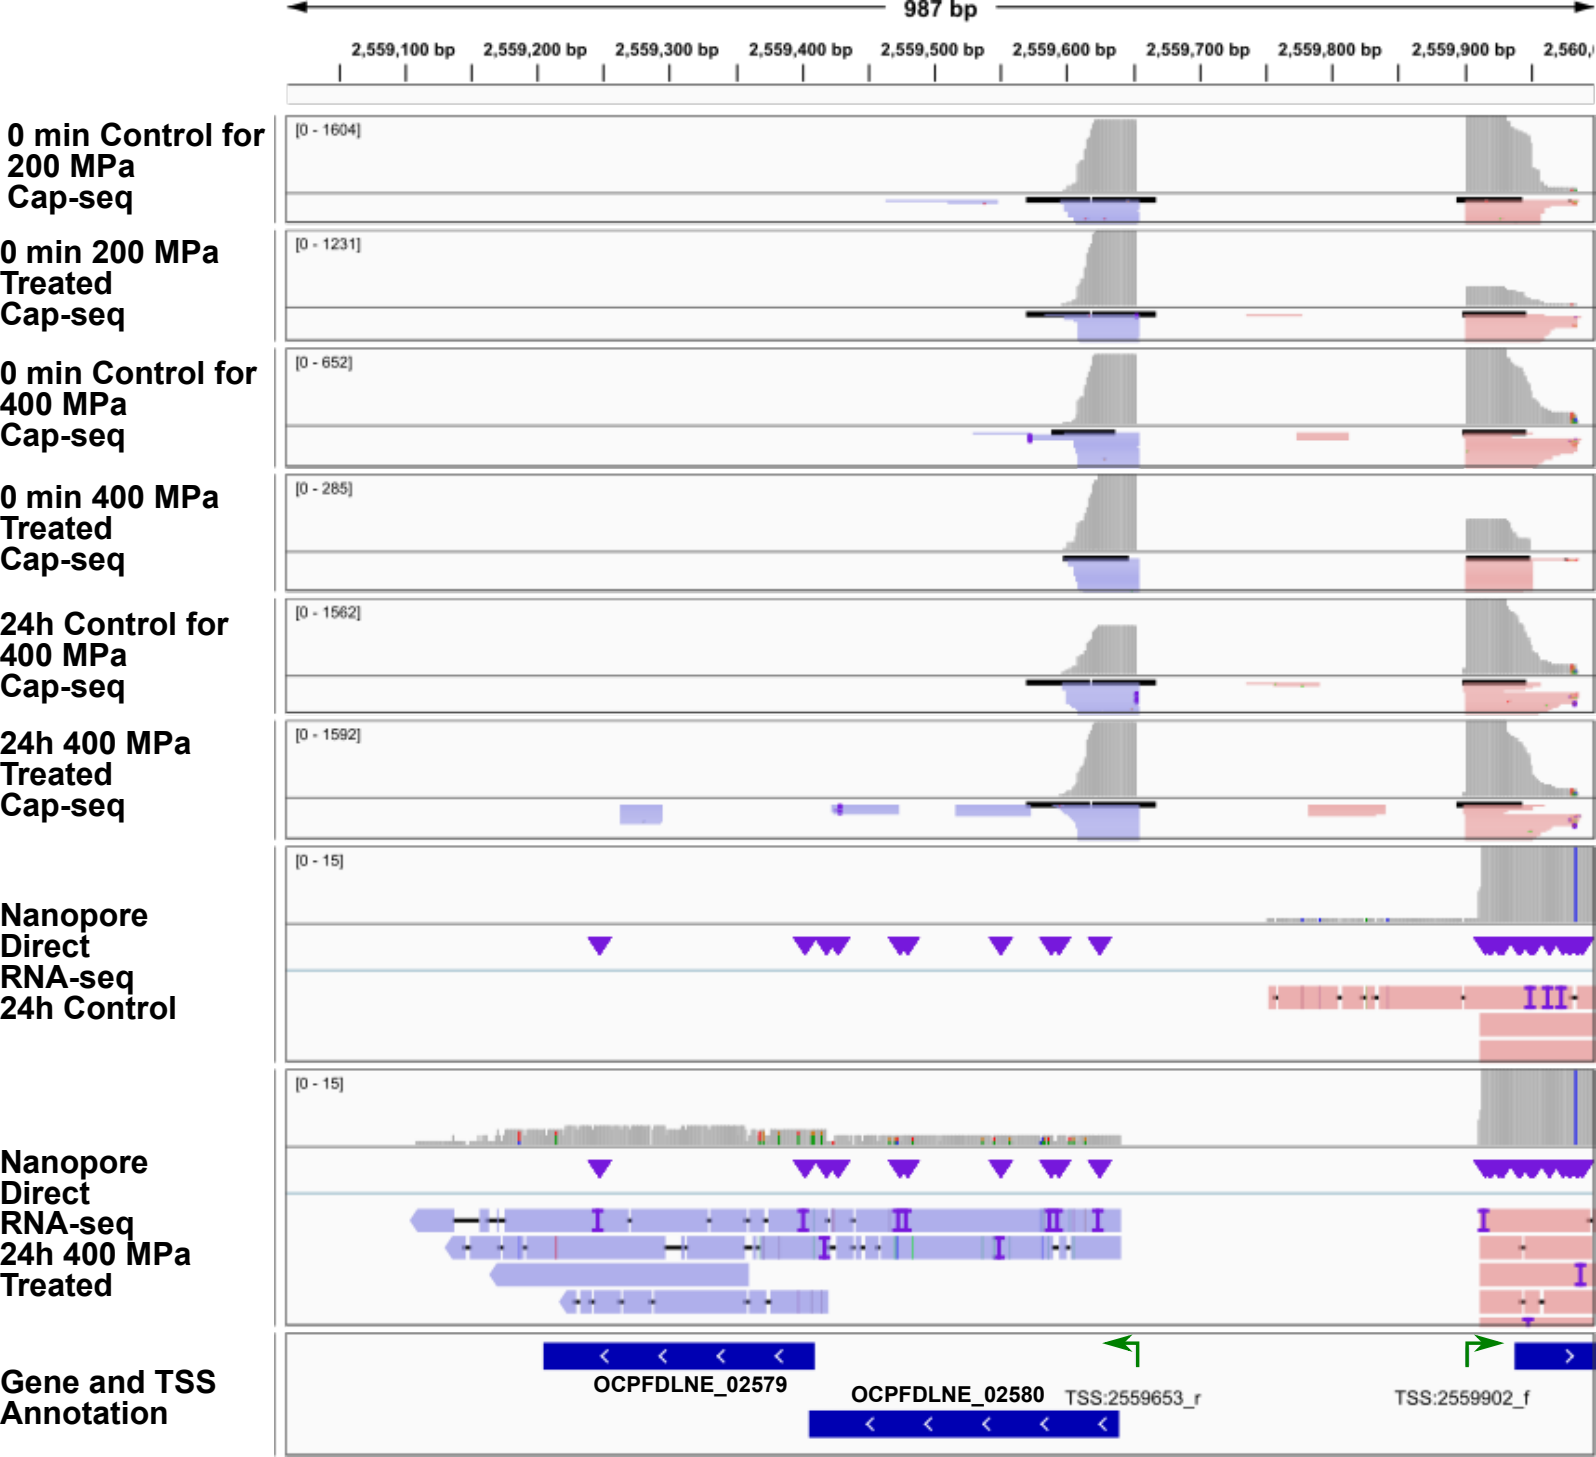 987 bp
2,559,100 bp 2,559,200 bp 2,559,300 bp 2,559,400 bp 2,559,500 bp 2,559,600 bp 2,559,700 bp 2,559,800 bp 2,559,900 bp 2,560,
0 min Control for
200 MPa
Cap-seq
[0 - 1604]
0 min 200 MPa
Treated
Cap-seq
[0 - 1231]
0 min Control for
400 MPa
Cap-seq
[0 - 652]
0 min 400 MPa
Treated
Cap-seq
[0 - 285]
24h Control for
400 MPa
Cap-seq
[0 - 1562]
24h 400 MPa
Treated
Cap-seq
[0 - 1592]
Nanopore
Direct
RNA-seq
24h Control
[0 - 15]
Nanopore
Direct
RNA-seq
24h 400 MPa
Treated
[0 - 15]
Gene and TSS
Annotation
OCPFDLNE_02579
OCPFDLNE_02580
TSS:2559653_r
TSS:2559902_f